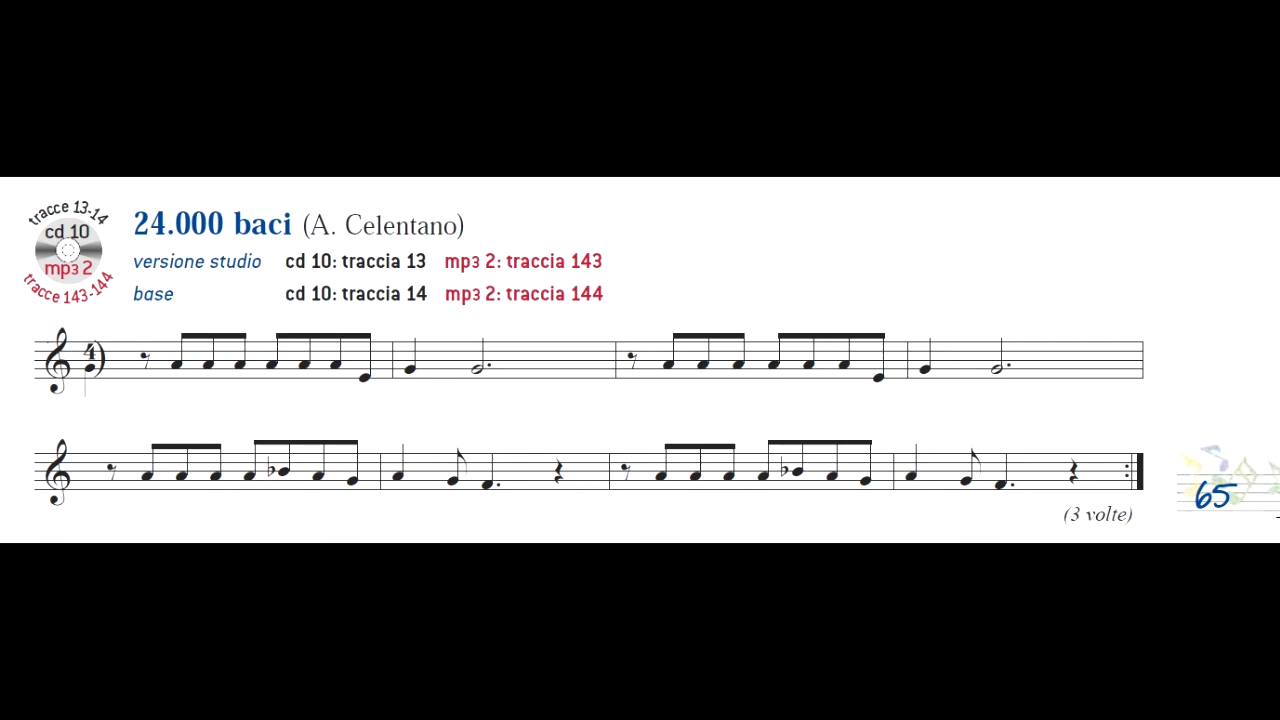 tracce 13-14
cd 10
mp3 2
tracce 143-144
24.000 baci (A. Celentano)
versione studio cd 10: traccia 13 mp3 2: traccia 143
base cd 10: traccia 14 mp3 2: traccia 144
4)
(3 volte)
65